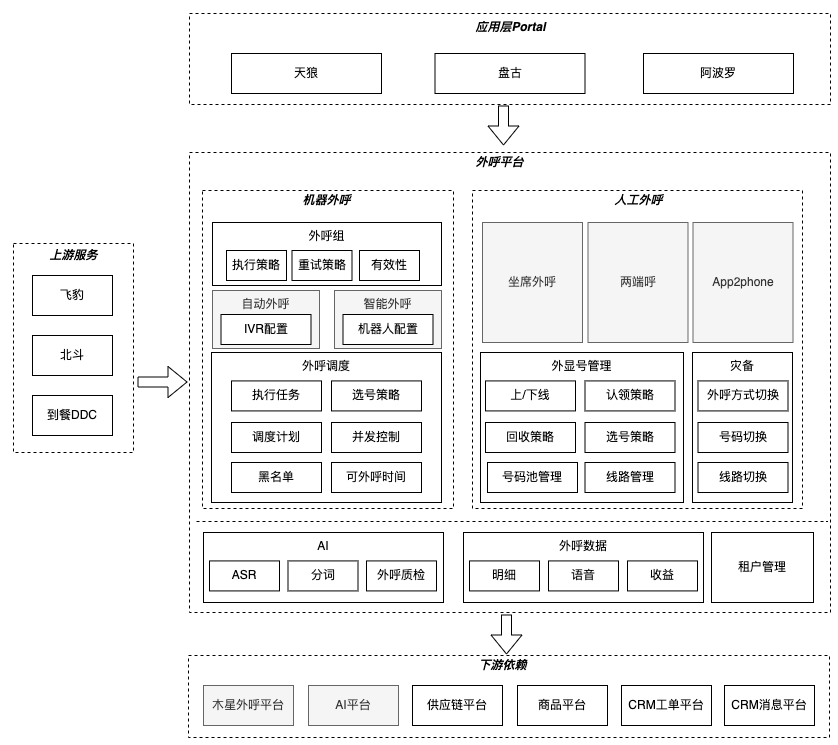 应用层Portal
天狼
盘古
阿波罗
外呼平台
上游服务
飞豹
北斗
到餐DDC
机器外呼
外呼组
执行策略
重试策略
有效性
自动外呼
IVR配置
智能外呼
机器人配置
外呼调度
执行任务
选号策略
调度计划
并发控制
黑名单
可外呼时间
人工外呼
坐席外呼
两端呼
App2phone
外显号管理
上/下线
认领策略
回收策略
选号策略
号码池管理
线路管理
灾备
外呼方式切换
号码切换
线路切换
AI
ASR
分词
外呼质检
外呼数据
明细
语音
收益
租户管理
下游依赖
木星外呼平台
AI平台
供应链平台
商品平台
CRM工单平台
CRM消息平台